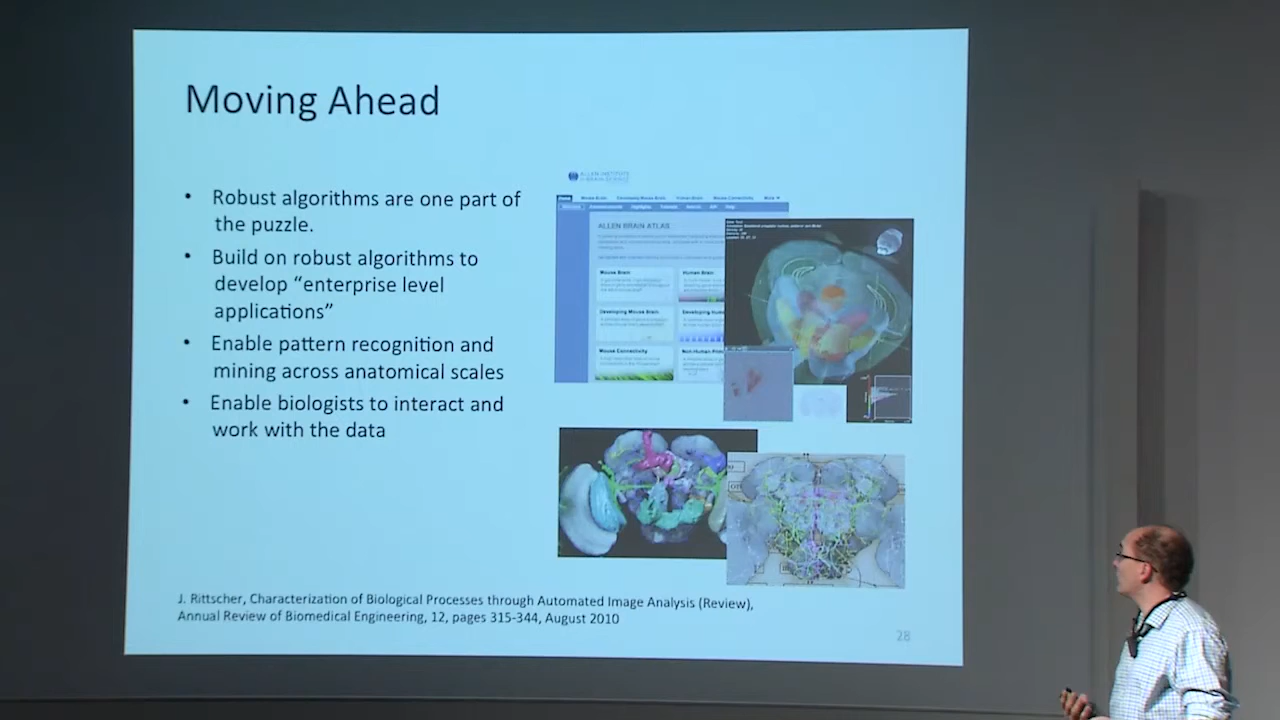 Moving Ahead
• Robust algorithms are one part of
the puzzle.
• Build on robust algorithms to
develop “enterprise level
applications”
• Enable pattern recognition and
mining across anatomical scales
• Enable biologists to interact and
work with the data
ALLEN INSTITUTE
ALLEN BRAIN ATLAS
Mouse Brain
Human Brain
Developing Mouse Brain
Mouse Connectivity
J. Rittscher, Characterization of Biological Processes through Automated Image Analysis (Review),
Annual Review of Biomedical Engineering, 12, pages 315-344, August 2010
28